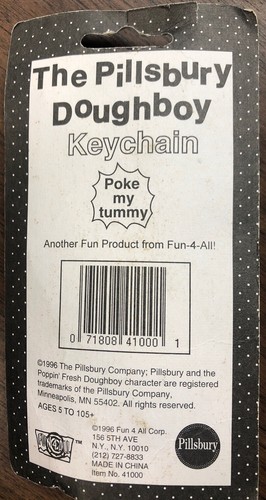 The Pillsbury
Doughboy
Keychain
Poke
my
tummy
Another Fun Product from Fun-4-All!
0 71808 41000 1
©1996 The Pillsbury Company; Pillsbury and the
Poppin' Fresh Doughboy character are registered
trademarks of the Pillsbury Company,
Minneapolis, MN 55402. All rights reserved.
AGES 5 TO 105+
©1996 Fun 4 All Corp.
156 5TH AVE
N.Y., N.Y. 10010
(212) 727-8833
MADE IN CHINA
Item No. 41000
Pillsbury